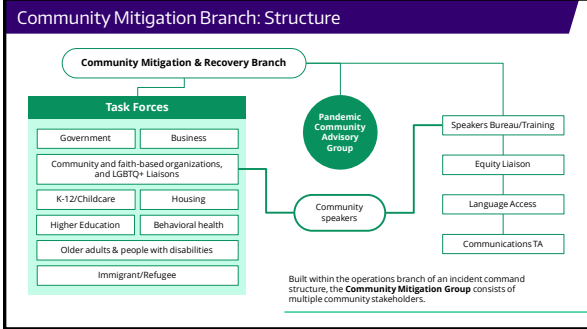 Community Mitigation Branch: Structure
Community Mitigation & Recovery Branch
Task Forces
Government
Business
Community and faith-based organizations,
and LGBTQ+ Liaisons
K-12/Childcare
Housing
Higher Education
Behavioral health
Older adults & people with disabilities
Immigrant/Refugee
Pandemic
Community
Advisory
Group
Community
speakers
Speakers Bureau/Training
Equity Liaison
Language Access
Communications TA
Built within the operations branch of an incident command
structure, the Community Mitigation Group consists of
multiple community stakeholders.